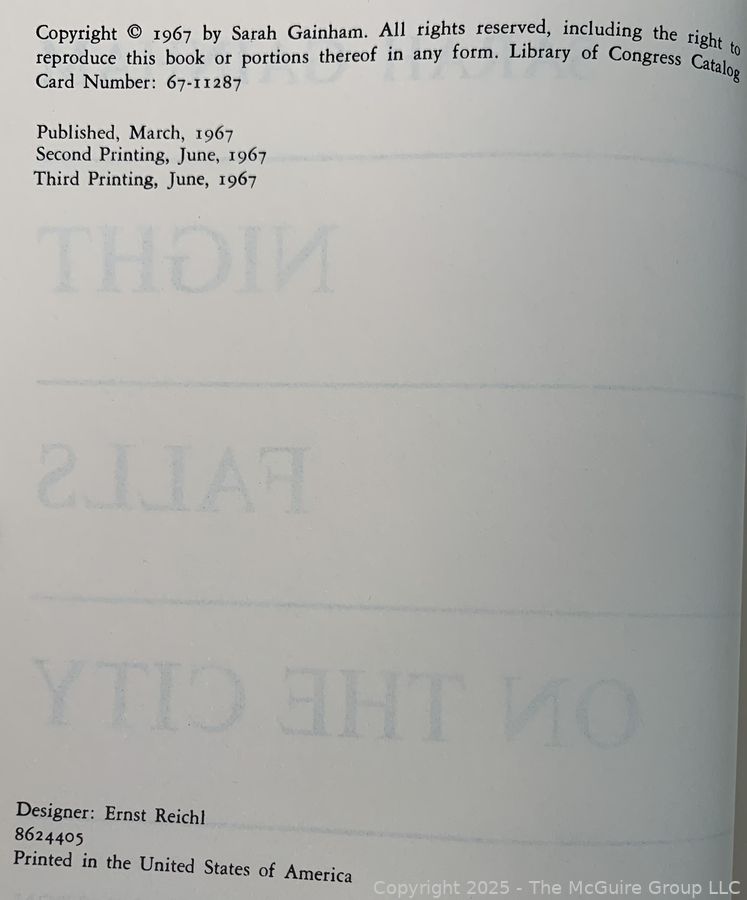 Copyright © 1967 by Sarah Gainham. All rights reserved, including the right to
reproduce this book or portions thereof in any form. Library of Congress Catalog
Card Number: 67-11287
Published, March, 1967
Second Printing, June, 1967
Third Printing, June, 1967
NIGHT
FALLS
ON THE CITY
Designer: Ernst Reichl
8624405
Printed in the United States of America
Copyright 2025 - The McGuire Group LLC